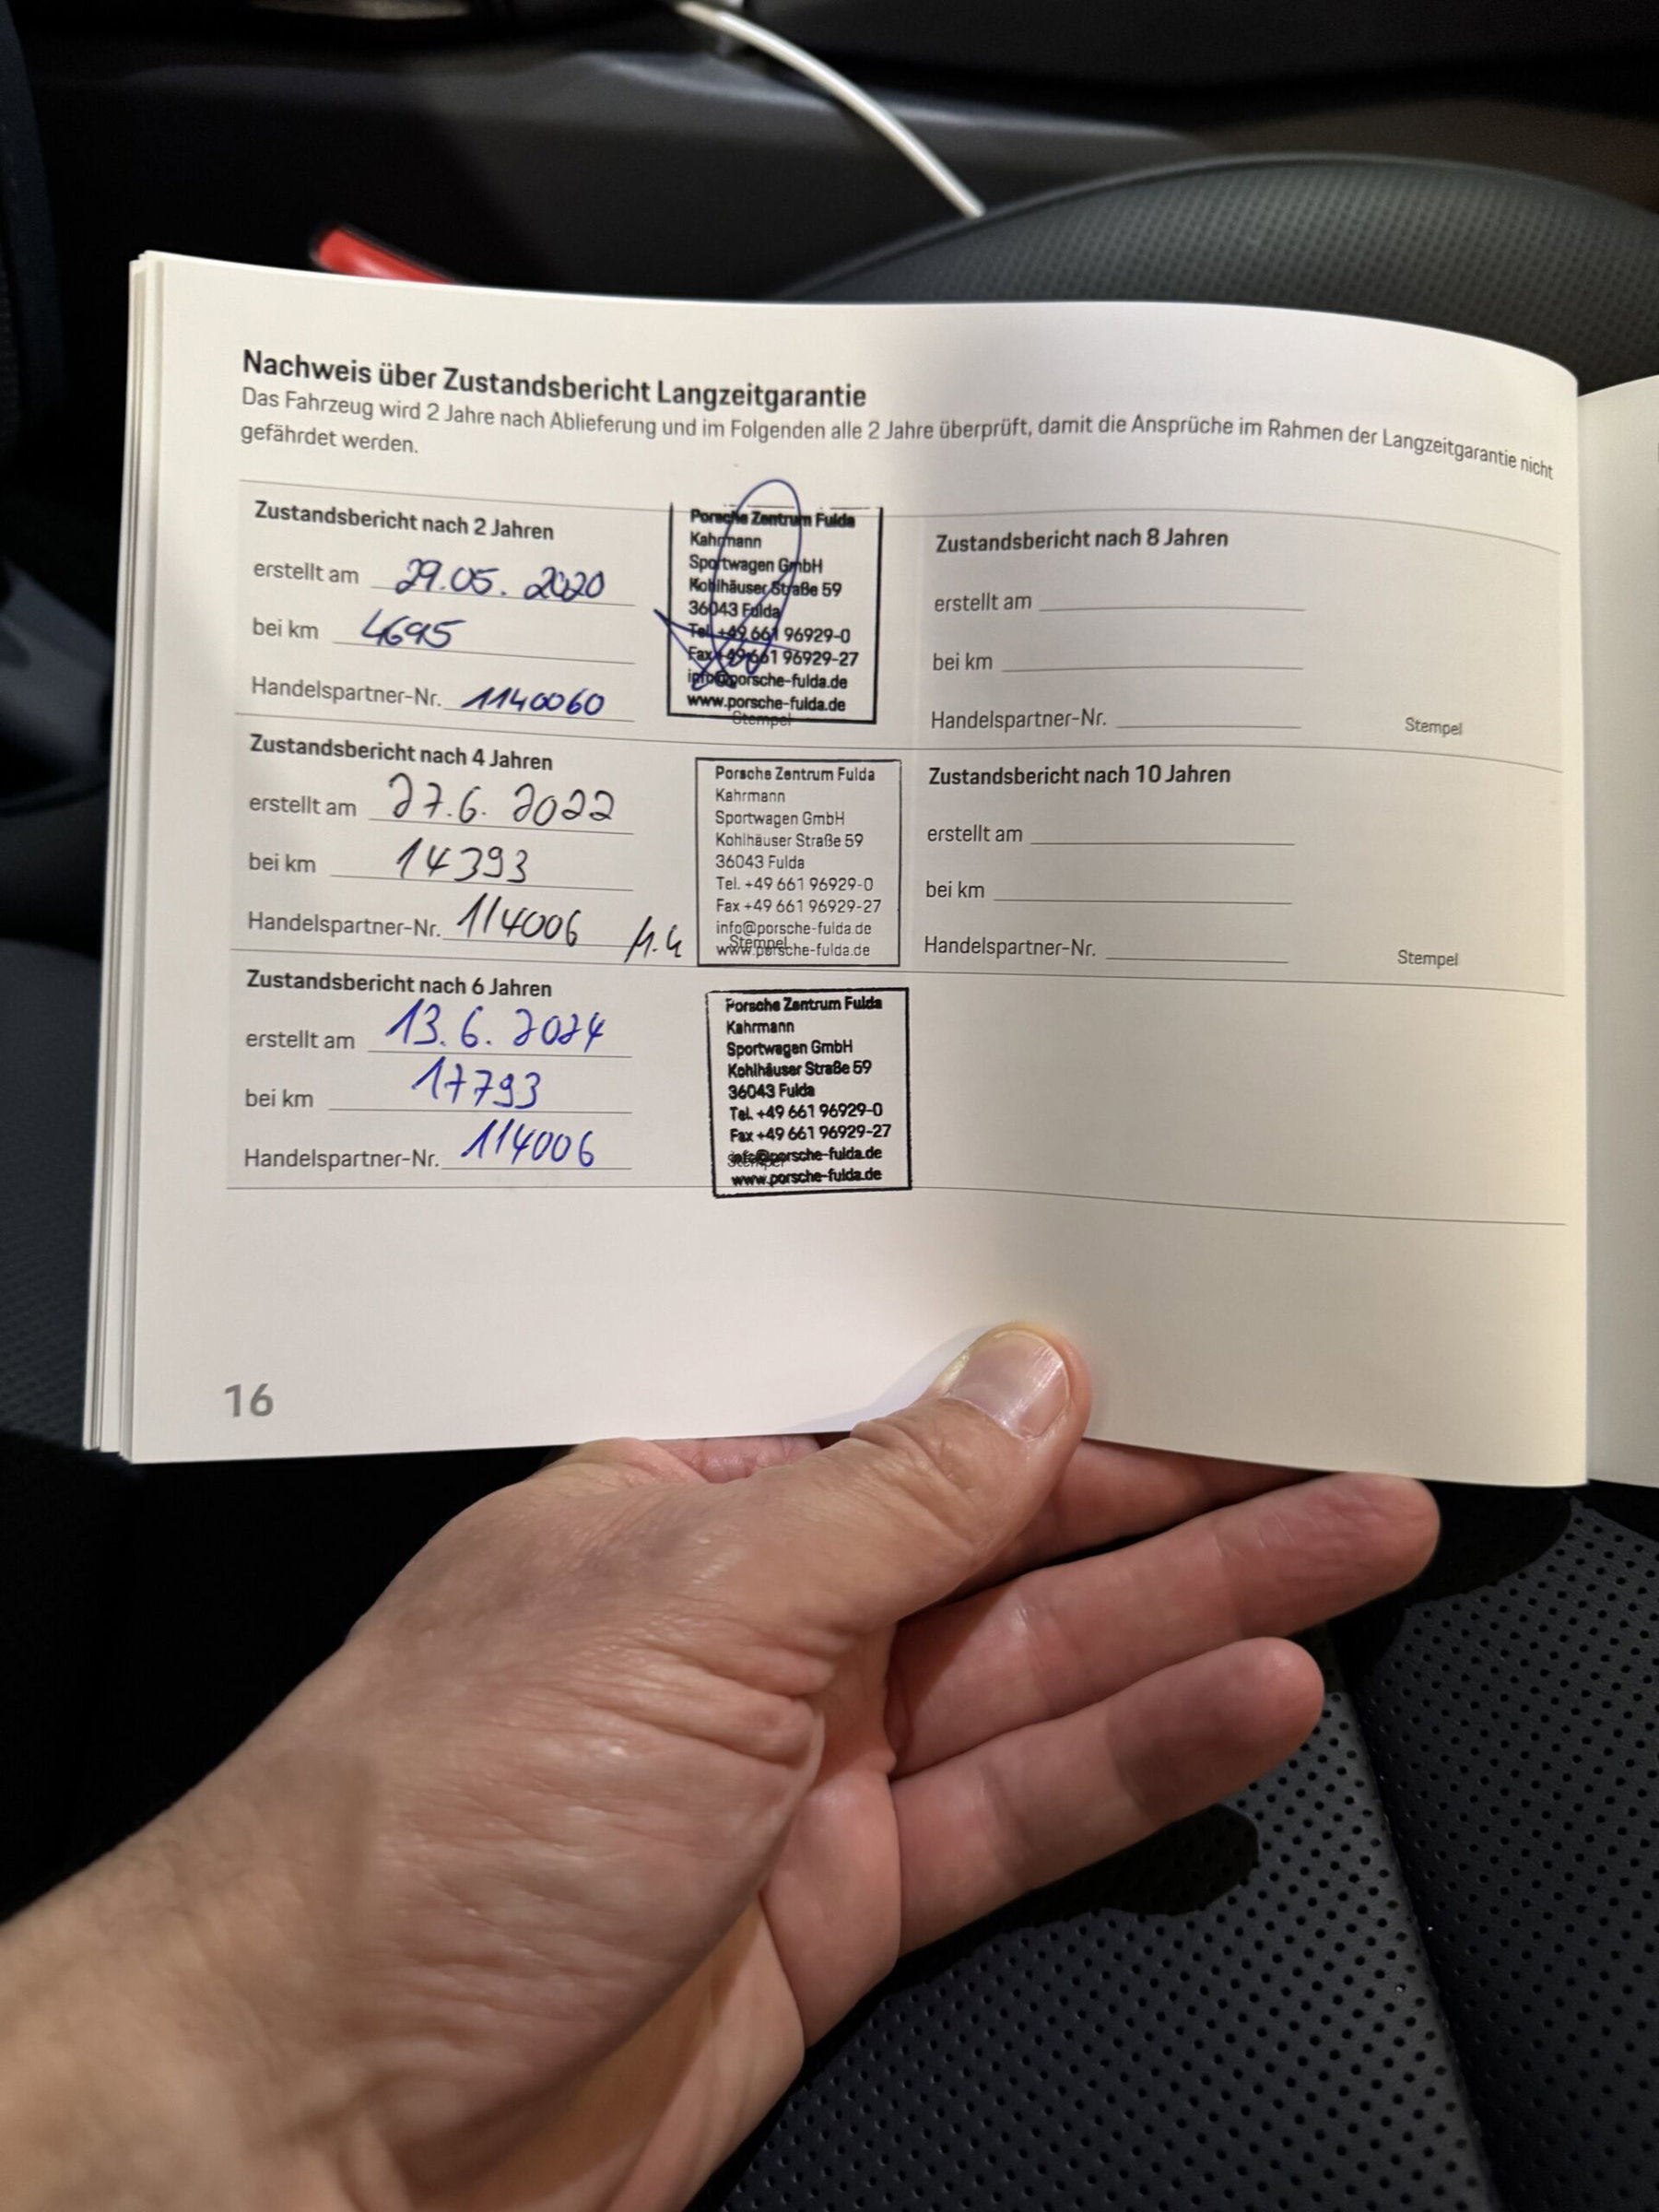 Nachweis über Zustandsbericht Langzeitgarantie
Das Fahrzeug wird 2 Jahre nach Ablieferung und im Folgenden alle 2 Jahre überprüft, damit die Ansprüche im Rahmen der Langzeitgarantie nicht
gefährdet werden.
Zustandsbericht nach 2 Jahren
erstellt am 29.05.2020
bei km 4695
Handelspartner-Nr. 1140060
Porsche Zentrum Fulda
Kahrmann
Sportwagen GmbH
Kohlhäuser Straße 59
36043 Fulda
Tel. +49 661 96929-0
Fax +49 661 96929-27
info@porsche-fulda.de
www.porsche-fulda.de
Stempel
Zustandsbericht nach 4 Jahren
erstellt am 27.6.2022
bei km 14393
Handelspartner-Nr. 114006
Porsche Zentrum Fulda
Kahrmann
Sportwagen GmbH
Kohlhäuser Straße 59
36043 Fulda
Tel. +49 661 96929-0
Fax +49 661 96929-27
info@porsche-fulda.de
www.porsche-fulda.de
Stempel
Zustandsbericht nach 6 Jahren
erstellt am 13.6.2024
bei km 17793
Handelspartner-Nr. 114006
Porsche Zentrum Fulda
Kahrmann
Sportwagen GmbH
Kohlhäuser Straße 59
36043 Fulda
Tel. +49 661 96929-0
Fax +49 661 96929-27
info@porsche-fulda.de
www.porsche-fulda.de
Stempel
Zustandsbericht nach 8 Jahren
erstellt am
bei km
Handelspartner-Nr.
Stempel
Zustandsbericht nach 10 Jahren
erstellt am
bei km
Handelspartner-Nr.
Stempel
16